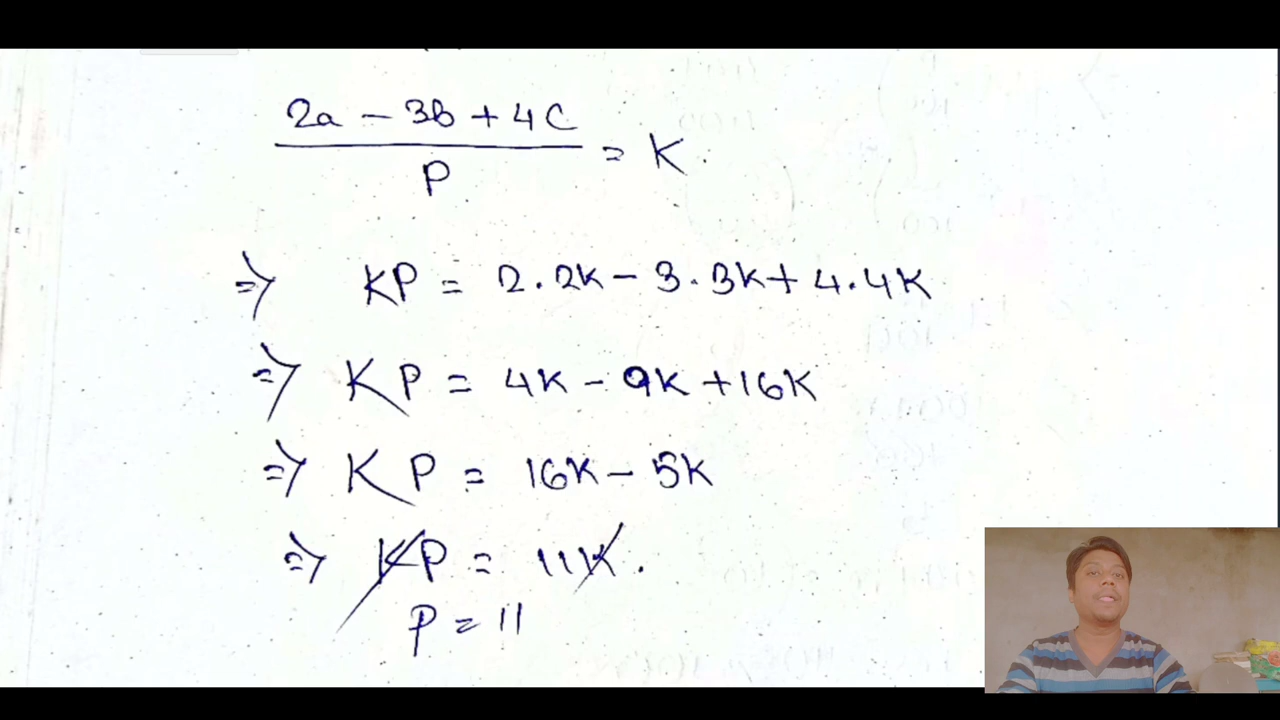 2a - 3b + 4c
P
= K
=> KP = 2.2K - 3.3K + 4.4K
=> KP = 4K - 9K + 16K
=> KP = 16K - 5K
=> KP = 11K.
P = 11